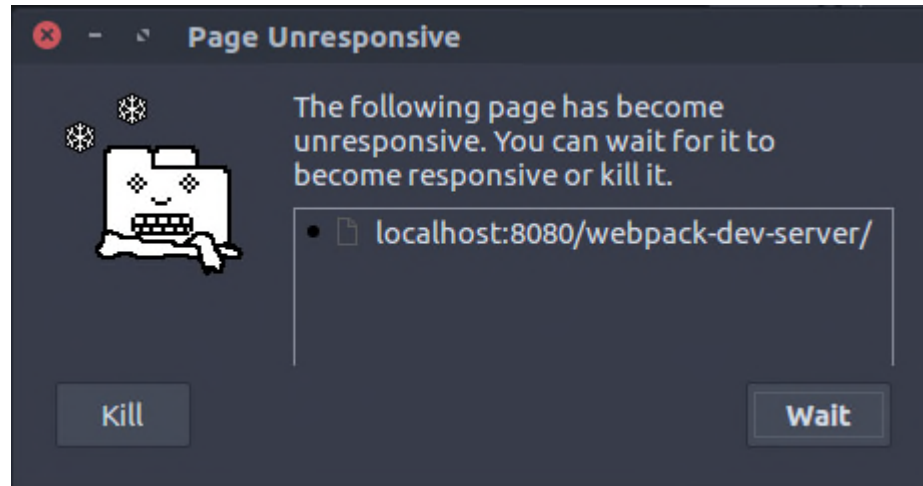 Page Unresponsive
The following page has become
unresponsive. You can wait for it to
become responsive or kill it.
localhost:8080/webpack-dev-server/
Kill
Wait